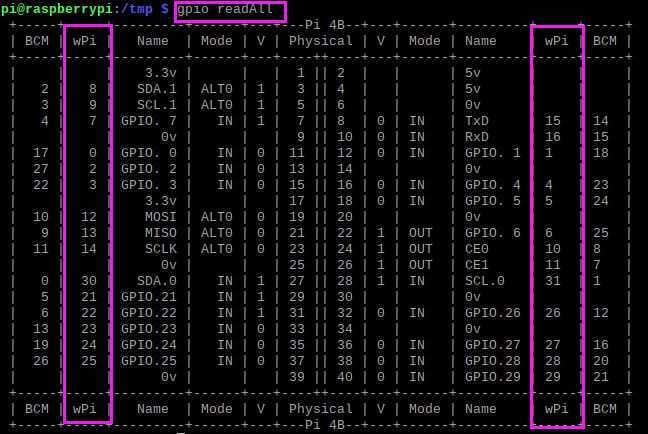 pi@raspberrypi:/tmp $ gpio readAll
+-----+-----+---------+------+---+---Pi 4B--+---+------+---------+-----+-----+
| BCM | wPi |   Name  | Mode | V | Physical | V | Mode | Name    | wPi | BCM |
+-----+-----+---------+------+---+----++----+---+------+---------+-----+-----+
|     |     |    3.3v |      |   |  1 || 2  |   |      | 5v      |     |     |
|   2 |   8 |   SDA.1 | ALT0 | 1 |  3 || 4  |   |      | 5v      |     |     |
|   3 |   9 |   SCL.1 | ALT0 | 1 |  5 || 6  |   |      | 0v      |     |     |
|   4 |   7 | GPIO. 7 |   IN | 1 |  7 || 8  | 0 | IN   | TxD     | 15  | 14  |
|     |     |      0v |      |   |  9 || 10 | 0 | IN   | RxD     | 16  | 15  |
|  17 |   0 | GPIO. 0 |   IN | 0 | 11 || 12 | 0 | IN   | GPIO. 1 | 1   | 18  |
|  27 |   2 | GPIO. 2 |   IN | 0 | 13 || 14 |   |      | 0v      |     |     |
|  22 |   3 | GPIO. 3 |   IN | 0 | 15 || 16 | 0 | IN   | GPIO. 4 | 4   | 23  |
|     |     |    3.3v |      |   | 17 || 18 | 0 | IN   | GPIO. 5 | 5   | 24  |
|  10 |  12 |    MOSI | ALT0 | 0 | 19 || 20 |   |      | 0v      |     |     |
|   9 |  13 |    MISO | ALT0 | 0 | 21 || 22 | 1 | OUT  | GPIO. 6 | 6   | 25  |
|  11 |  14 |    SCLK | ALT0 | 0 | 23 || 24 | 1 | OUT  | CE0     | 10  | 8   |
|     |     |      0v |      |   | 25 || 26 | 1 | OUT  | CE1     | 11  | 7   |
|   0 |  30 |   SDA.0 |   IN | 1 | 27 || 28 | 1 | IN   | SCL.0   | 31  | 1   |
|   5 |  21 | GPIO.21 |   IN | 1 | 29 || 30 |   |      | 0v      |     |     |
|   6 |  22 | GPIO.22 |   IN | 1 | 31 || 32 | 0 | IN   | GPIO.26 | 26  | 12  |
|  13 |  23 | GPIO.23 |   IN | 0 | 33 || 34 |   |      | 0v      |     |     |
|  19 |  24 | GPIO.24 |   IN | 0 | 35 || 36 | 0 | IN   | GPIO.27 | 27  | 16  |
|  26 |  25 | GPIO.25 |   IN | 0 | 37 || 38 | 0 | IN   | GPIO.28 | 28  | 20  |
|     |     |      0v |      |   | 39 || 40 | 0 | IN   | GPIO.29 | 29  | 21  |
+-----+-----+---------+------+---+----++----+---+------+---------+-----+-----+
| BCM | wPi |   Name  | Mode | V | Physical | V | Mode | Name    | wPi | BCM |
+-----+-----+---------+------+---+---Pi 4B--+---+------+---------+-----+-----+